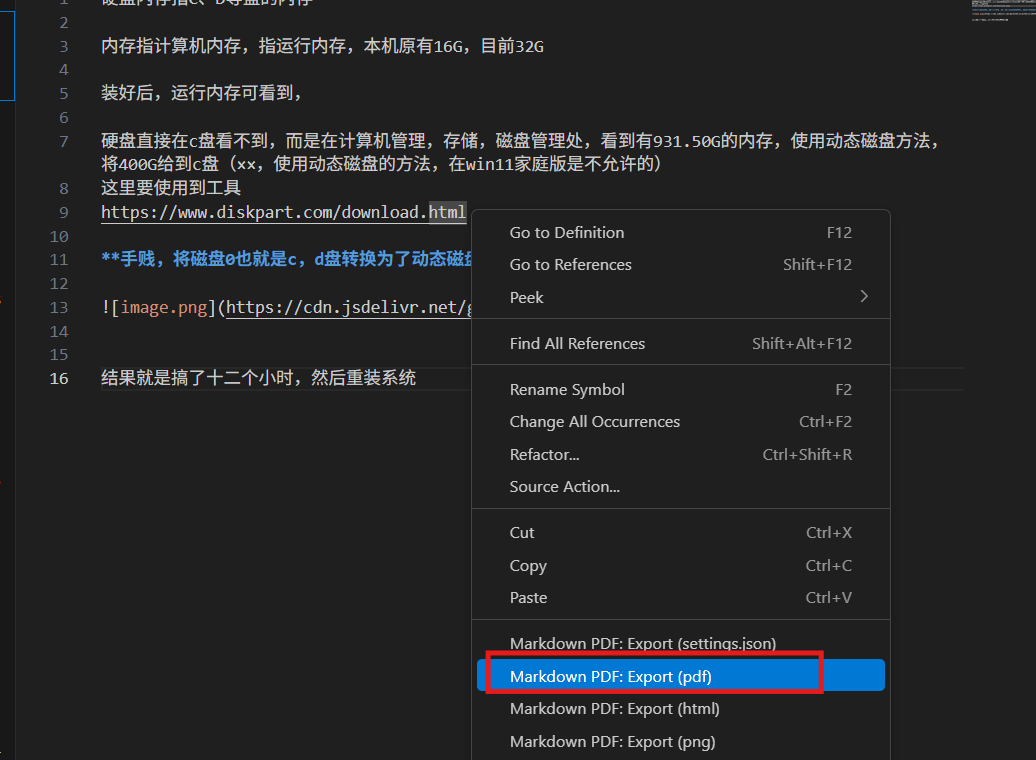 1 硬盘内存指c、D等盘的内存
2
3 内存指计算机内存，指运行内存，本机原有16G，目前32G
4
5 装好后，运行内存可看到，
6
7 硬盘直接在c盘看不到，而是在计算机管理，存储，磁盘管理处，看到有931.50G的内存，使用动态磁盘方法，
将400G给到c盘（xx，使用动态磁盘的方法，在win11家庭版是不允许的）
8 这里要使用到工具
9 https://www.diskpart.com/download.html
10
11 **手贱，将磁盘0也就是c，d盘转换为了动态磁盘
12
13 ![image.png](https://cdn.jsdelivr.net/g
14
15
16 结果就是搞了十二个小时，然后重装系统
Go to Definition F12
Go to References Shift+F12
Peek
Find All References Shift+Alt+F12
Rename Symbol F2
Change All Occurrences Ctrl+F2
Refactor... Ctrl+Shift+R
Source Action...
Cut Ctrl+X
Copy Ctrl+C
Paste Ctrl+V
Markdown PDF: Export (settings.json)
Markdown PDF: Export (pdf)
Markdown PDF: Export (html)
Markdown PDF: Export (png)